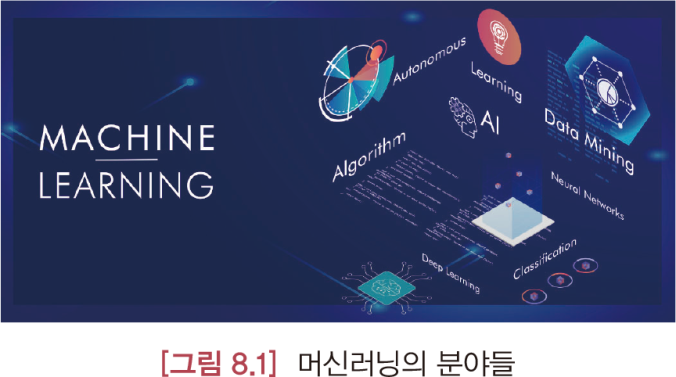 MACHINE
LEARNING
Autonomous
Learning
AI
Data Mining
Algorithm
Neural Networks
Deep Learning
Classification
[그림 8.1] 머신러닝의 분야들